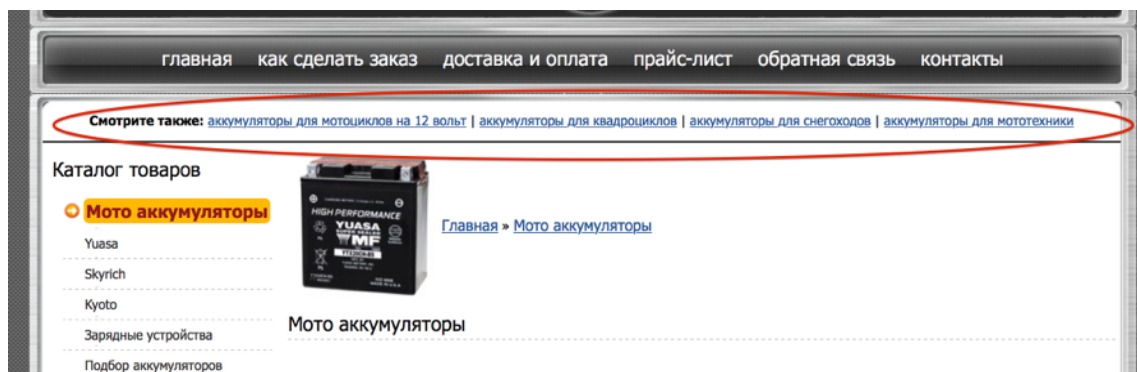 главная как сделать заказ доставка и оплата прайс-лист обратная связь контакты
Смотрите также: аккумуляторы для мотоциклов на 12 вольт | аккумуляторы для квадроциклов | аккумуляторы для снегоходов | аккумуляторы для мототехники
Каталог товаров
Мото аккумуляторы
Yuasa
Skyrich
Kyoto
Зарядные устройства
Подбор аккумуляторов
HIGH PERFORMANCE
YUASA
MF
Главная » Мото аккумуляторы
Мото аккумуляторы